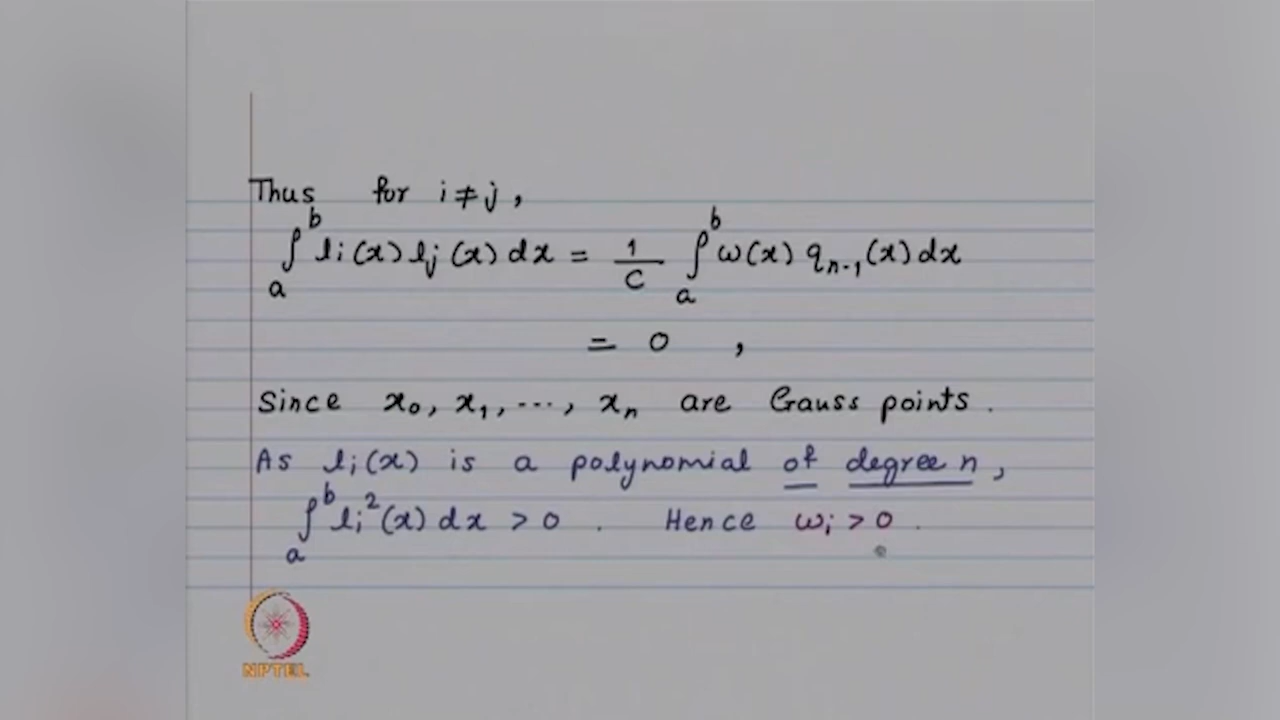 Thus for i ≠ j,
∫_a^b l_i(x) l_j(x) dx = 1/C ∫_a^b ω(x) q_{n-1}(x) dx
= 0 ,
Since x_0, x_1, ..., x_n are Gauss points.
As l_i(x) is a polynomial of degree n,
∫_a^b l_i^2(x) dx > 0 . Hence ω_i > 0 .
NPTEL